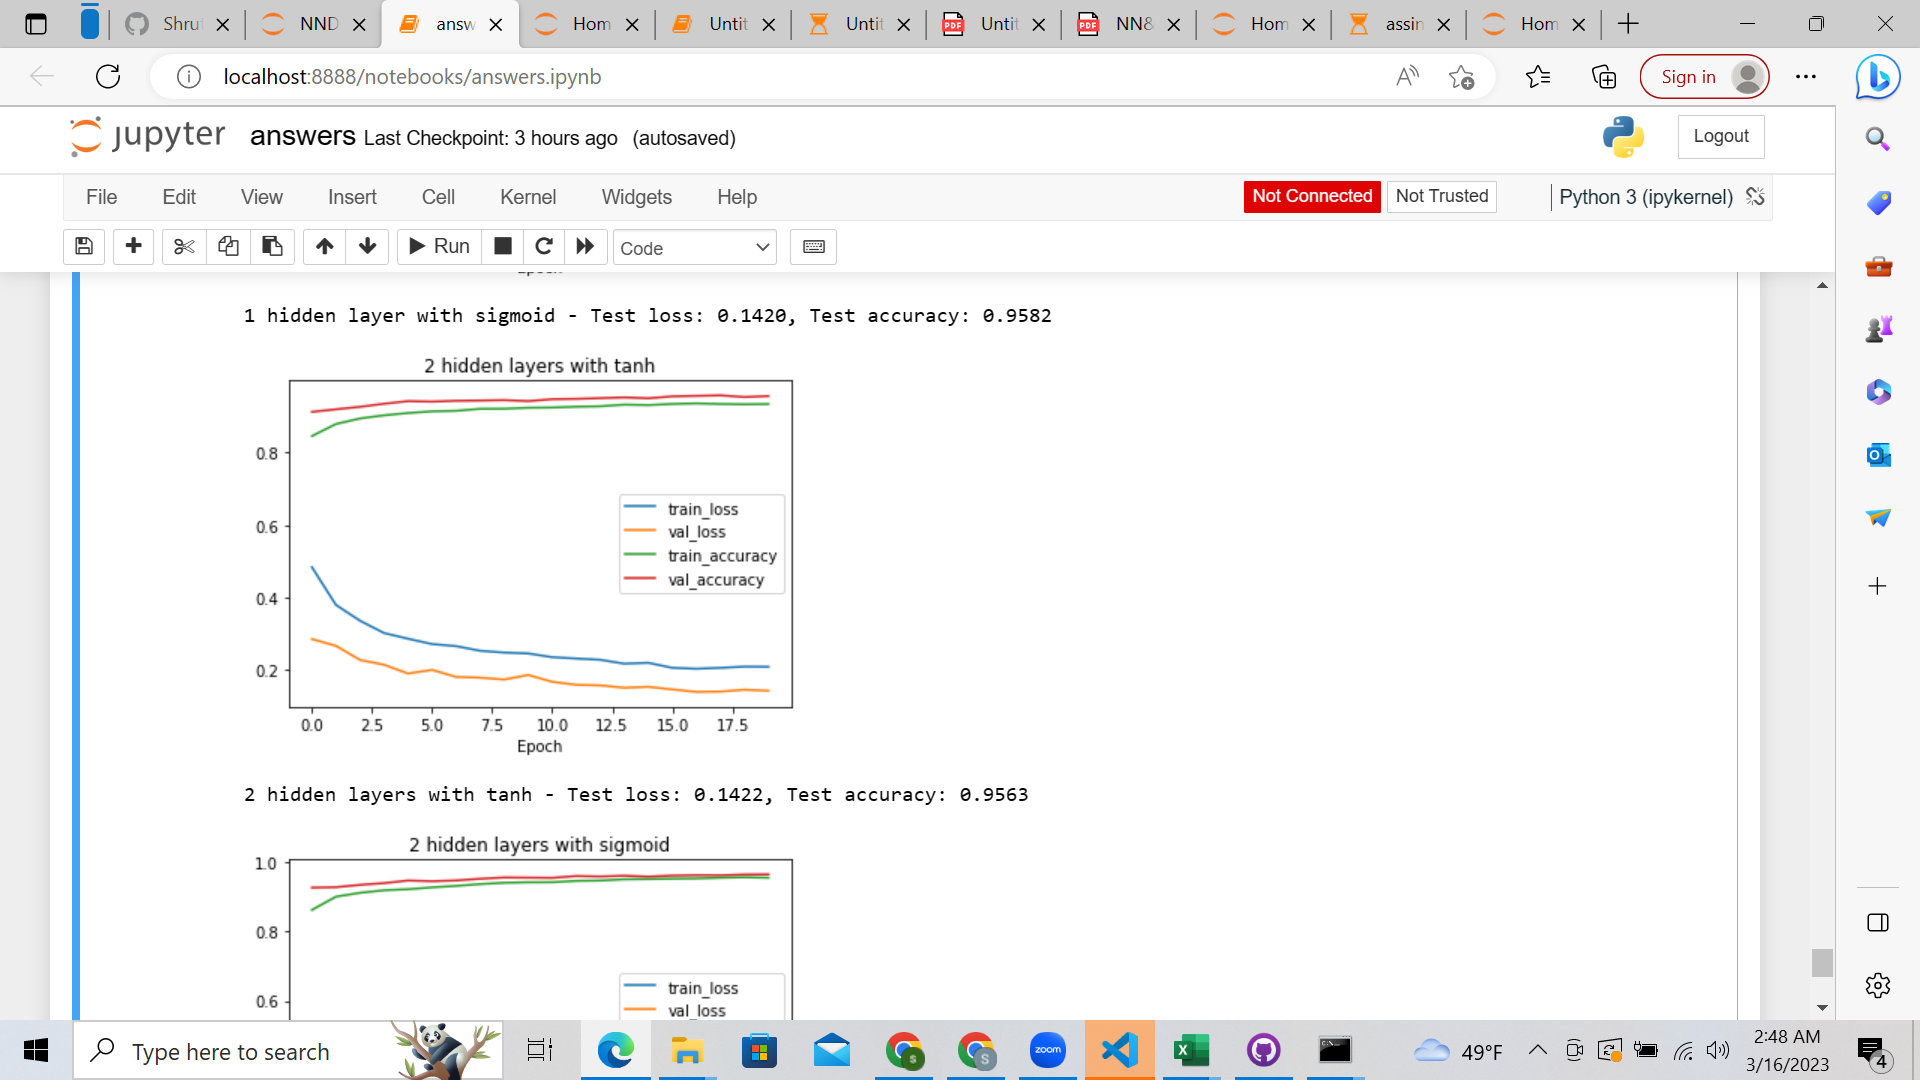 Shru
NND
answ
Hom
Untit
Untit
Untit
NN&
Hom
assin
Hom
localhost:8888/notebooks/answers.ipynb
Sign in
jupyter answers Last Checkpoint: 3 hours ago (autosaved)
Logout
File Edit View Insert Cell Kernel Widgets Help
Not Connected Not Trusted Python 3 (ipykernel)
Run Code
1 hidden layer with sigmoid - Test loss: 0.1420, Test accuracy: 0.9582
2 hidden layers with tanh
0.8
0.6
0.4
0.2
train_loss
val_loss
train_accuracy
val_accuracy
0.0 2.5 5.0 7.5 10.0 12.5 15.0 17.5
Epoch
2 hidden layers with tanh - Test loss: 0.1422, Test accuracy: 0.9563
2 hidden layers with sigmoid
1.0
0.8
0.6
train_loss
val_loss
Type here to search
zoom
49°F
2:48 AM
3/16/2023
4